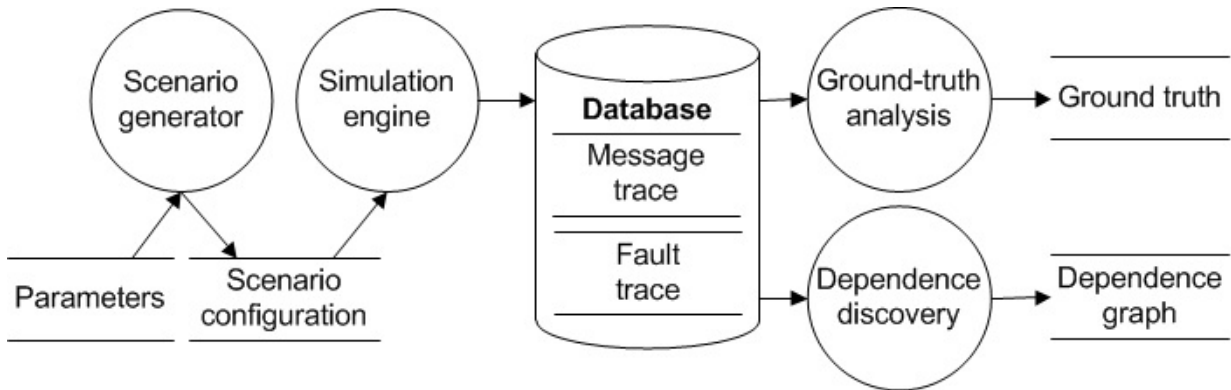 Scenario
generator
Simulation
engine
Parameters
Scenario
configuration
Database
Message
trace
Fault
trace
Ground-truth
analysis
Ground truth
Dependence
discovery
Dependence
graph